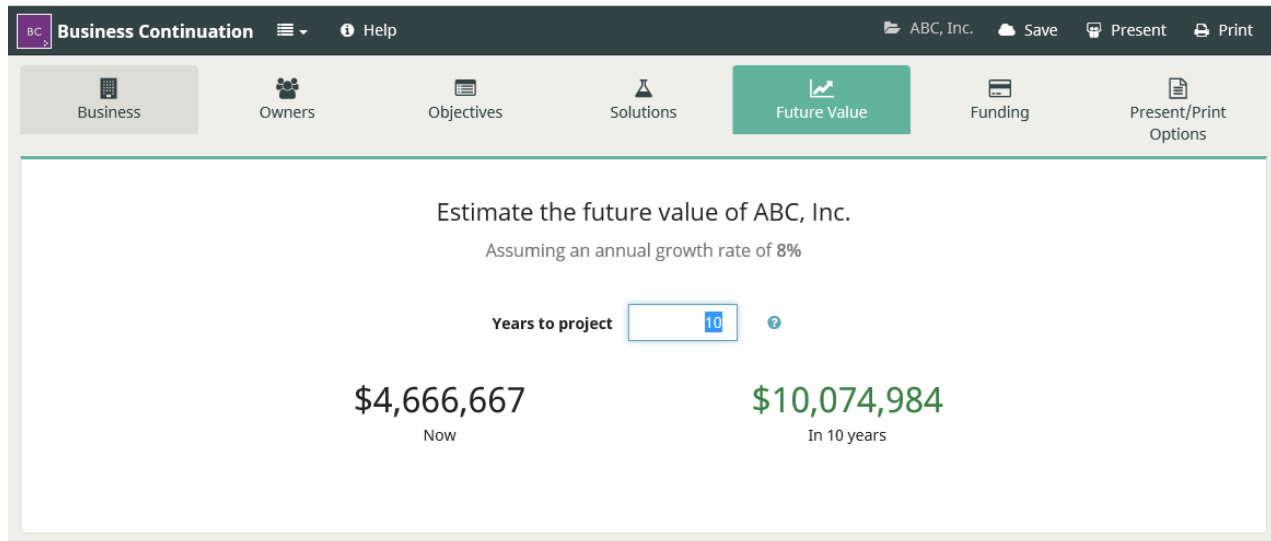 BC Business Continuation Help ABC, Inc. Save Present Print
Business Owners Objectives Solutions Future Value Funding Present/Print
Options
Estimate the future value of ABC, Inc.
Assuming an annual growth rate of 8%
Years to project 10
$4,666,667 $10,074,984
Now In 10 years